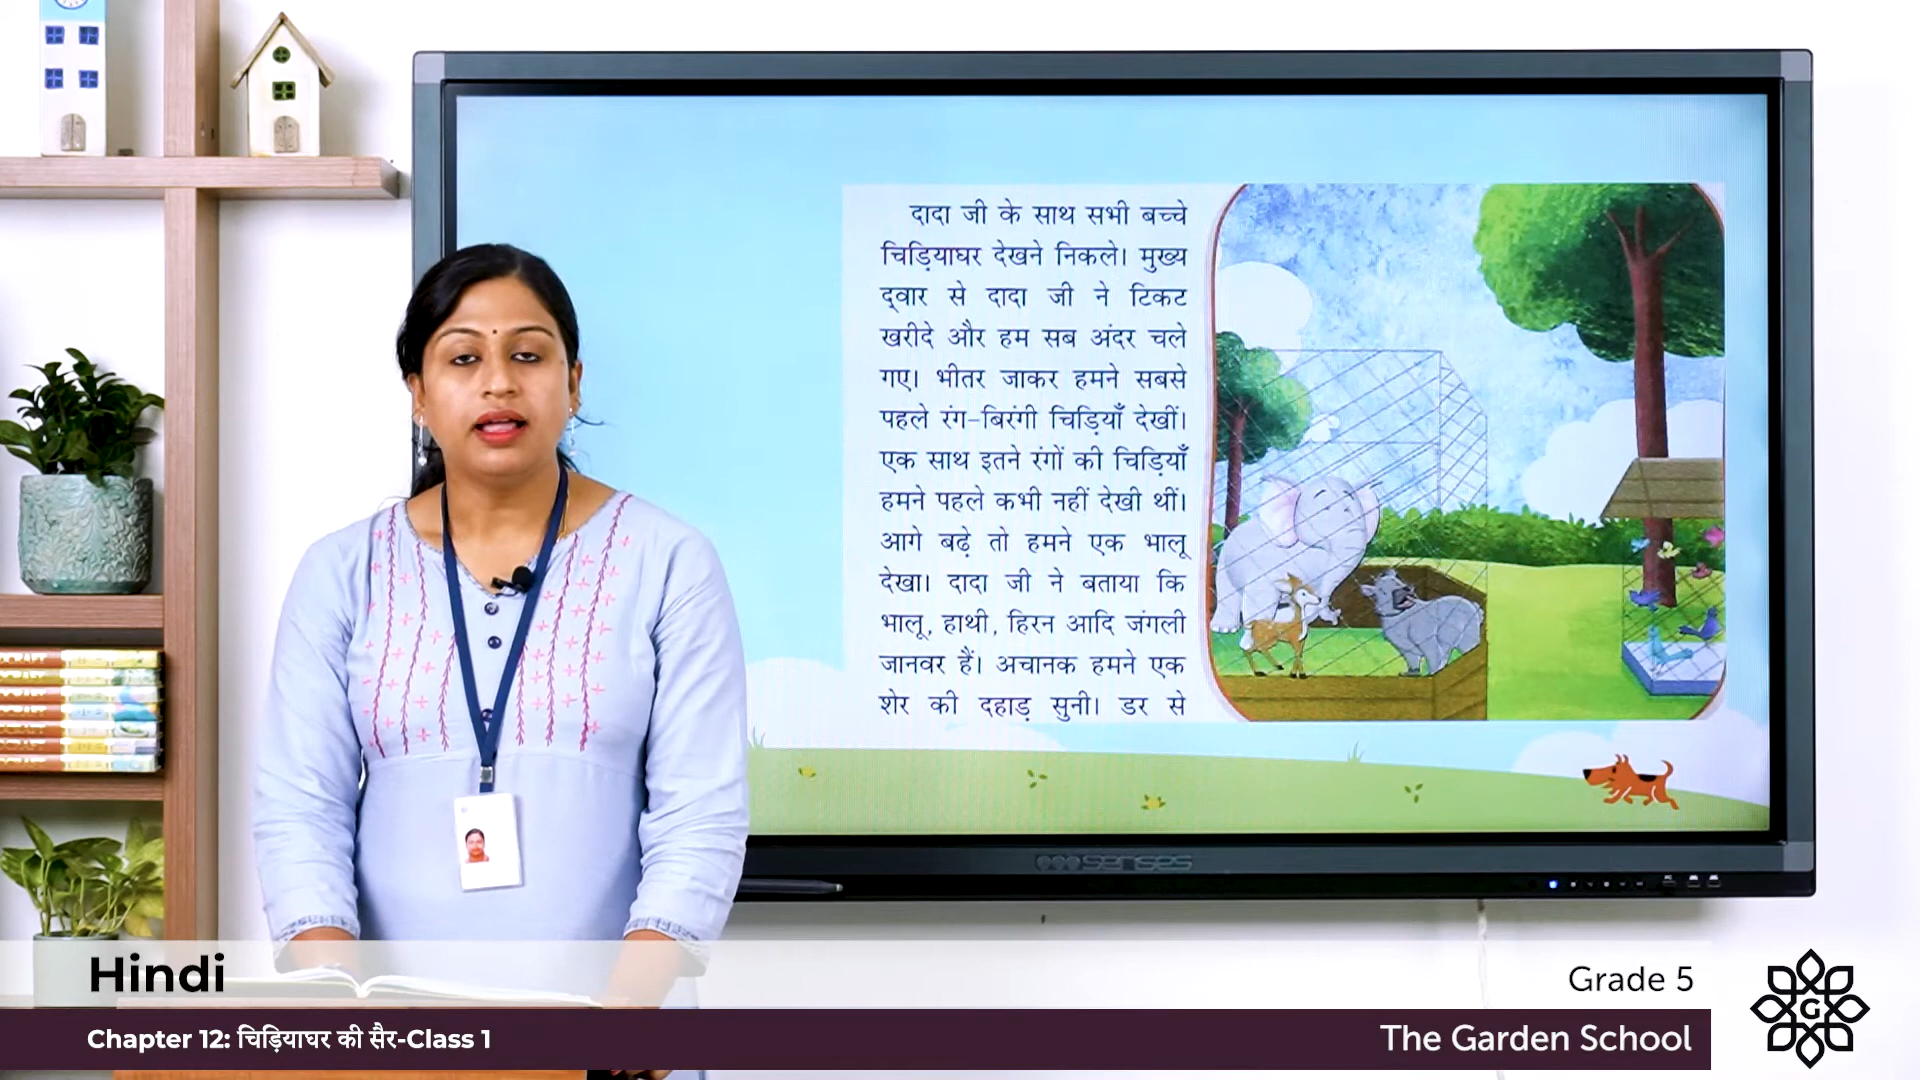 दादा जी के साथ सभी बच्चे
चिड़ियाघर देखने निकले। मुख्य
द्वार से दादा जी ने टिकट
खरीदे और हम सब अंदर चले
गए। भीतर जाकर हमने सबसे
पहले रंग-बिरंगी चिड़ियाँ देखीं।
एक साथ इतने रंगों की चिड़ियाँ
हमने पहले कभी नहीं देखी थीं।
आगे बढ़े तो हमने एक भालू
देखा। दादा जी ने बताया कि
भालू, हाथी, हिरन आदि जंगली
जानवर हैं। अचानक हमने एक
शेर की दहाड़ सुनी। डर से
senses
Hindi
Grade 5
Chapter 12: चिड़ियाघर की सैर-Class 1
The Garden School
G